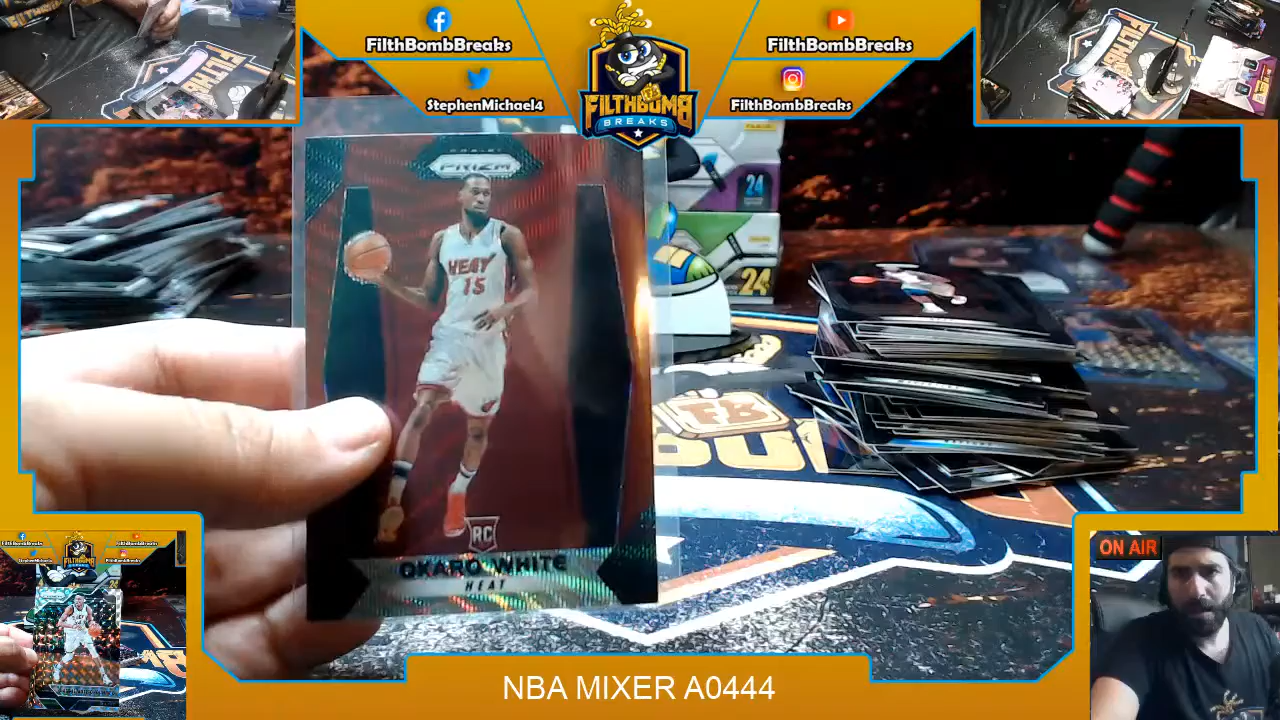 FilthBombBreaks
FilthBombBreaks
StephenMichael4
FilthBombBreaks
FILTHBOMB
BREAKS
PRIZM
24
24
HEAT
15
RC
OKARO WHITE
HEAT
FB
ON AIR
NBA MIXER A0444